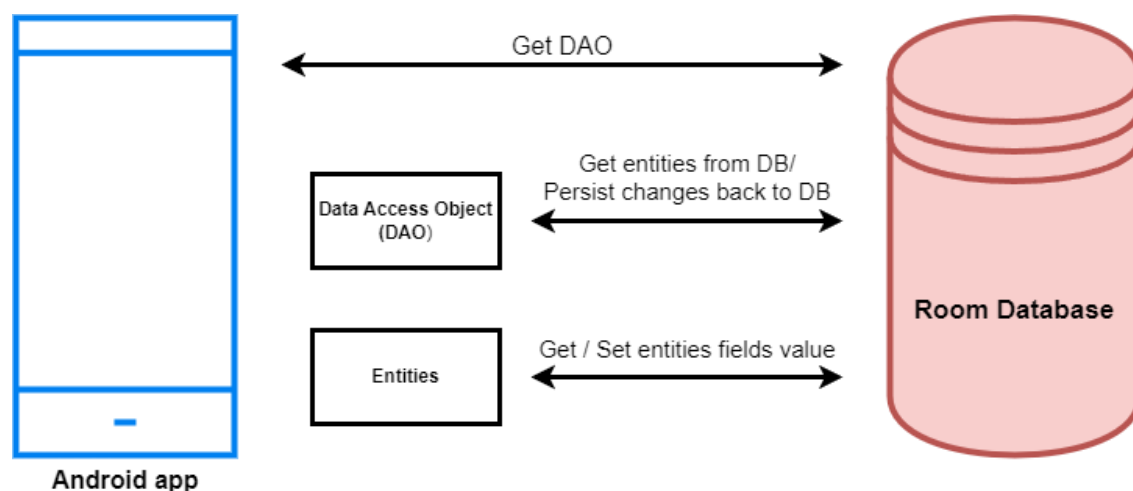 Get DAO
Get entities from DB/
Persist changes back to DB
Data Access Object
(DAO)
Room Database
Get / Set entities fields value
Entities
Android app